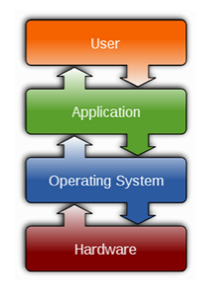 User
Application
Operating System
Hardware